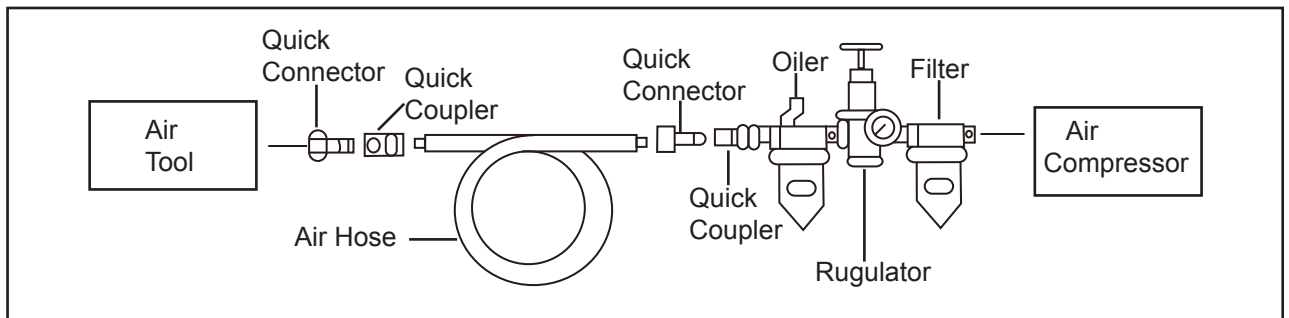 Quick
Connector
Quick
Coupler
Air
Tool
Air Hose
Quick
Connector
Oiler
Filter
Quick
Coupler
Rugulator
Air
Compressor